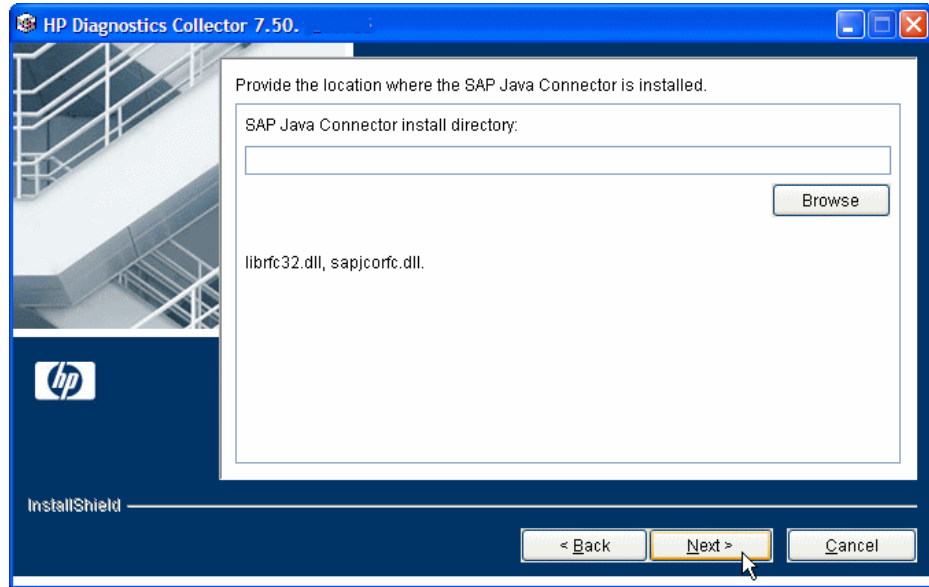 HP Diagnostics Collector 7.50.
Provide the location where the SAP Java Connector is installed.
SAP Java Connector install directory:
Browse
librfc32.dll, sapjcorfc.dll.
hp
InstallShield
< Back
Next >
Cancel